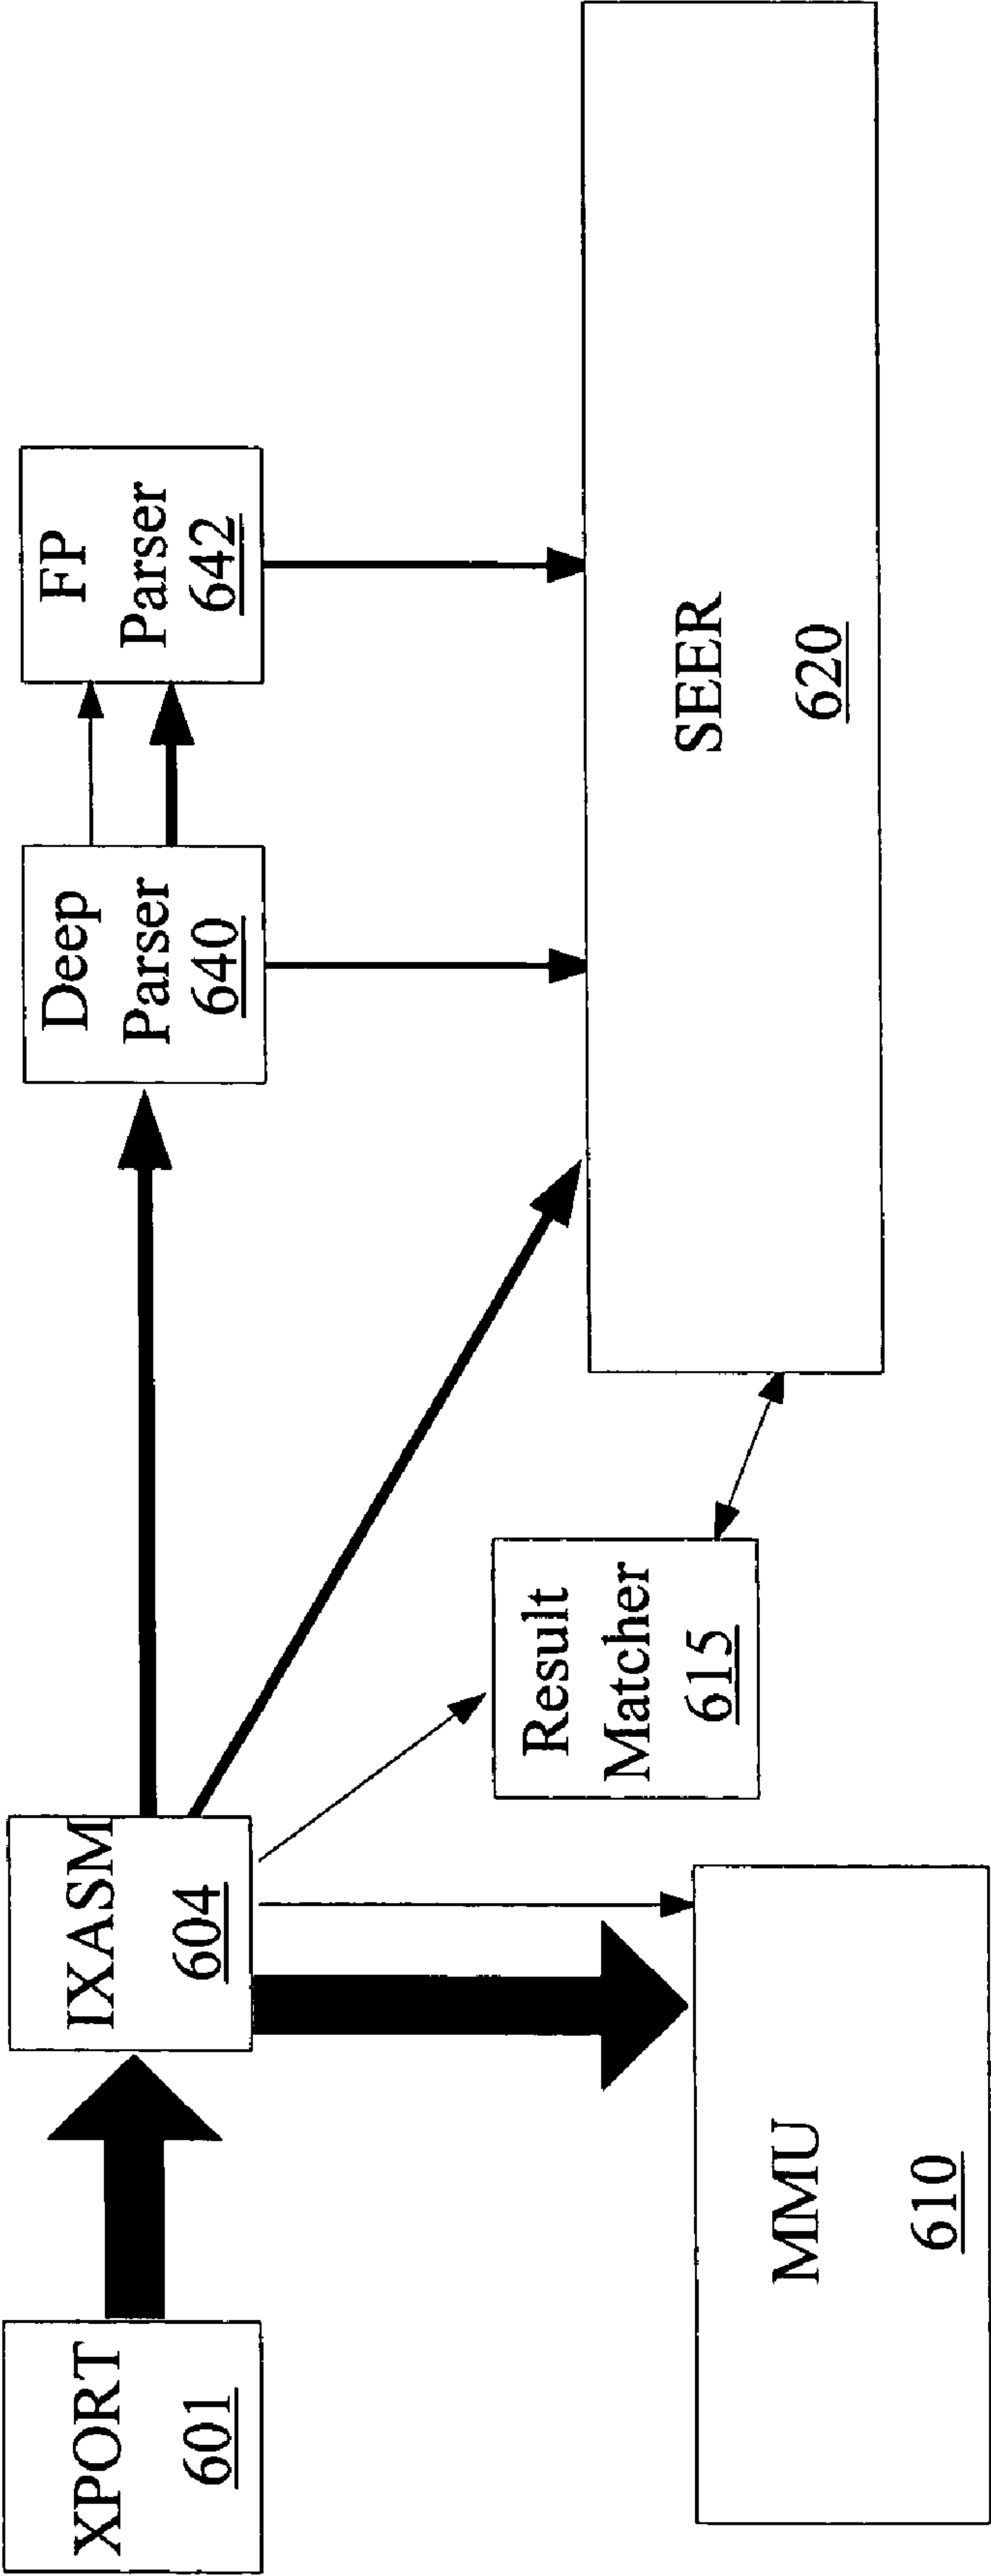 XPORT
601
IXASM
604
Deep
Parser
640
FP
Parser
642
Result
Matcher
615
MMU
610
SEER
620